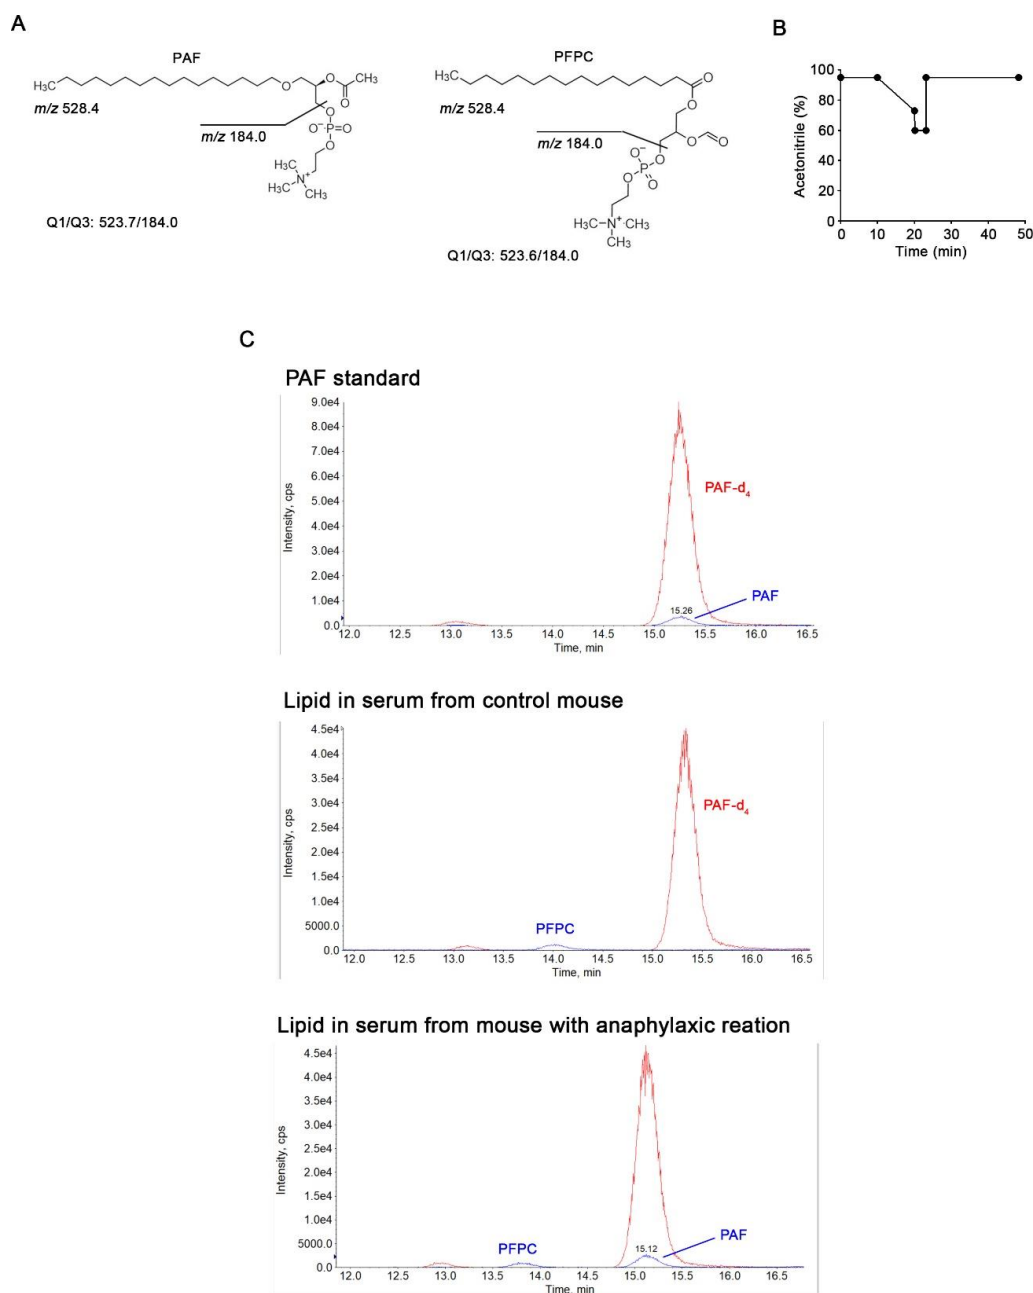 A
PAF
H₃C
O
O
CH₃
O
O
O⁻
P
O
O
H₃C
N⁺
H₃C
CH₃
m/z 528.4
m/z 184.0
Q1/Q3: 523.7/184.0
PFPC
H₃C
O
O
O
O
O⁻
O
P
O
O
H₃C
N⁺
CH₃
CH₃
m/z 528.4
m/z 184.0
Q1/Q3: 523.6/184.0
B
Acetonitrile (%)
100
80
60
40
20
0
0 10 20 30 40 50
Time (min)
C
PAF standard
Intensity, cps
9.0e4
8.0e4
7.0e4
6.0e4
5.0e4
4.0e4
3.0e4
2.0e4
1.0e4
0.0
PAF-d₄
PAF
15.26
12.0 12.5 13.0 13.5 14.0 14.5 15.0 15.5 16.0 16.5
Time, min
Lipid in serum from control mouse
Intensity, cps
4.5e4
4.0e4
3.5e4
3.0e4
2.5e4
2.0e4
1.5e4
1.0e4
5000.0
0.0
PAF-d₄
PFPC
12.0 12.5 13.0 13.5 14.0 14.5 15.0 15.5 16.0 16.5
Time, min
Lipid in serum from mouse with anaphylaxic reation
Intensity, cps
4.5e4
4.0e4
3.5e4
3.0e4
2.5e4
2.0e4
1.5e4
1.0e4
5000.0
0.0
PFPC
15.12
PAF
12.0 12.5 13.0 13.5 14.0 14.5 15.0 15.5 16.0 16.5
Time, min